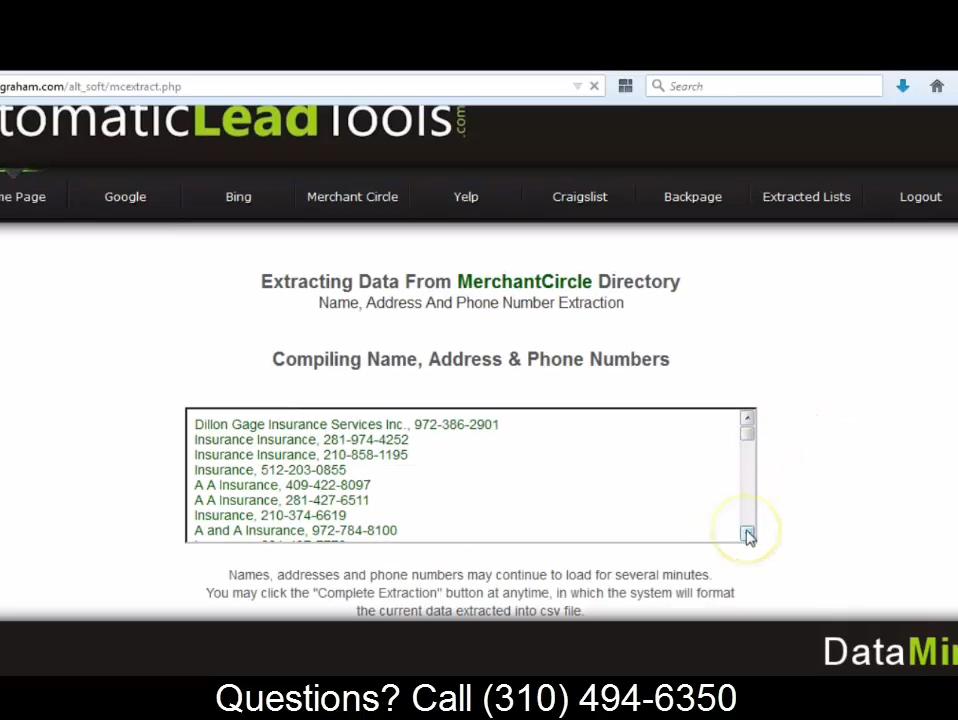 graham.com/alt_soft/mcextract.php
Search
tomaticLeadTools.com
me Page
Google
Bing
Merchant Circle
Yelp
Craigslist
Backpage
Extracted Lists
Logout
Extracting Data From MerchantCircle Directory
Name, Address And Phone Number Extraction
Compiling Name, Address & Phone Numbers
Dillon Gage Insurance Services Inc., 972-386-2901
Insurance Insurance, 281-974-4252
Insurance Insurance, 210-858-1195
Insurance, 512-203-0855
A A Insurance, 409-422-8097
A A Insurance, 281-427-6511
Insurance, 210-374-6619
A and A Insurance, 972-784-8100
Names, addresses and phone numbers may continue to load for several minutes.
You may click the "Complete Extraction" button at anytime, in which the system will format
the current data extracted into csv file.
DataMin
Questions? Call (310) 494-6350